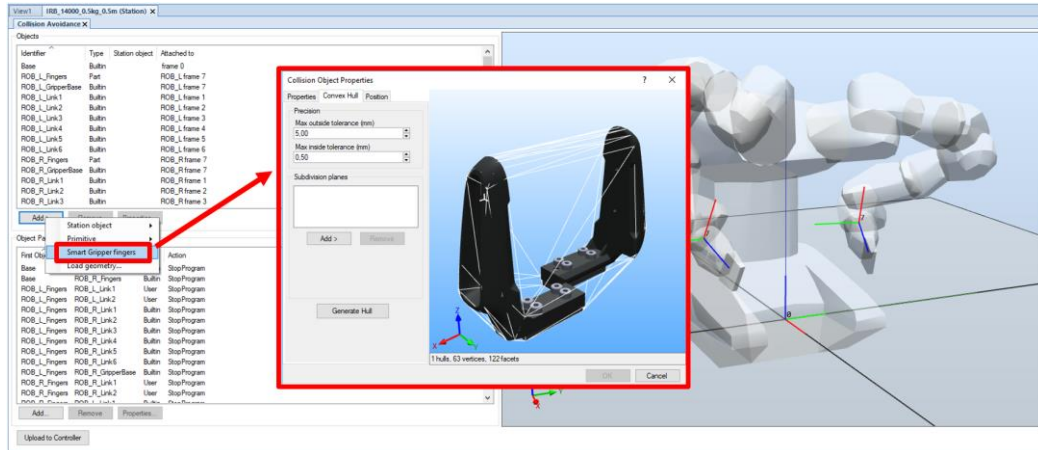 View1 IRB_14000_0.5kg_0.5m (Station) X
Collision Avoidance X
Objects
Identifier Type Station object Attached to
Base Builtin frame 0
ROB_L_Fingers Part ROB_L frame 7
ROB_L_GripperBase Builtin ROB_L frame 7
ROB_L_Link1 Builtin ROB_L frame 1
ROB_L_Link2 Builtin ROB_L frame 2
ROB_L_Link3 Builtin ROB_L frame 3
ROB_L_Link4 Builtin ROB_L frame 4
ROB_L_Link5 Builtin ROB_L frame 5
ROB_L_Link6 Builtin ROB_L frame 6
ROB_R_Fingers Part ROB_R frame 7
ROB_R_GripperBase Builtin ROB_R frame 7
ROB_R_Link1 Builtin ROB_R frame 1
ROB_R_Link2 Builtin ROB_R frame 2
ROB_R_Link3 Builtin ROB_R frame 3
Add
Station object
Primitive
Smart Gripper fingers
Load geometry...
Object Pa
First Obj Action
Base StopProgram
Base ROB_R_Fingers Builtin StopProgram
ROB_L_Fingers ROB_L_Link1 User StopProgram
ROB_L_Fingers ROB_L_Link2 User StopProgram
ROB_L_Fingers ROB_R_Link1 Builtin StopProgram
ROB_L_Fingers ROB_R_Link2 Builtin StopProgram
ROB_L_Fingers ROB_R_Link3 Builtin StopProgram
ROB_L_Fingers ROB_R_Link4 Builtin StopProgram
ROB_L_Fingers ROB_R_Link5 Builtin StopProgram
ROB_L_Fingers ROB_R_Link6 Builtin StopProgram
ROB_L_Fingers ROB_R_GripperBase Builtin StopProgram
ROB_R_Fingers ROB_R_Link1 User StopProgram
ROB_R_Fingers ROB_R_Link2 User StopProgram
Add... Remove Properties...
Upload to Controller
Collision Object Properties ? X
Properties Convex Hull Position
Precision
Max outside tolerance (mm)
5.00
Max inside tolerance (mm)
0.50
Subdivision planes
Add > Remove
Generate Hull
Z
X Y
1 hulls, 63 vertices, 122 facets
OK Cancel
7
7
0
X Y